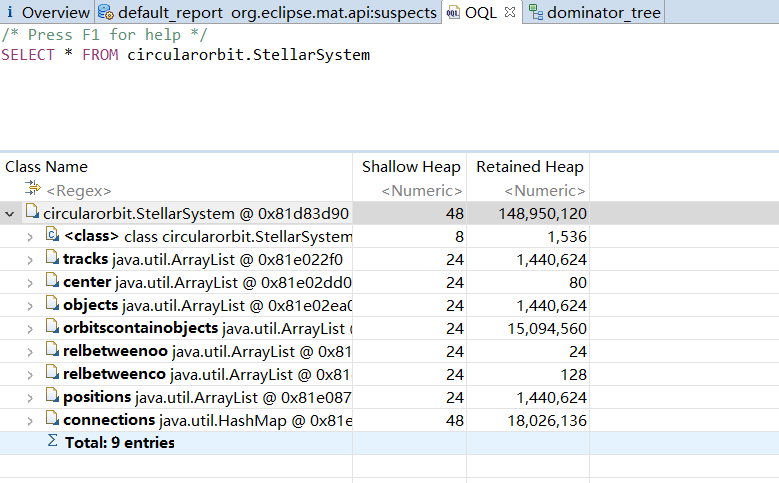 i Overview default_report org.eclipse.mat.api:suspects OQL dominator_tree
/* Press F1 for help */
SELECT * FROM circularorbit.StellarSystem
Class Name Shallow Heap Retained Heap
<Regex> <Numeric> <Numeric>
circularorbit.StellarSystem @ 0x81d83d90 48 148,950,120
<class> class circularorbit.StellarSystem 8 1,536
tracks java.util.ArrayList @ 0x81e022f0 24 1,440,624
center java.util.ArrayList @ 0x81e02dd0 24 80
objects java.util.ArrayList @ 0x81e02ea0 24 1,440,624
orbitscontainobjects java.util.ArrayList 24 15,094,560
relbetweenoo java.util.ArrayList @ 0x81 24 24
relbetweenco java.util.ArrayList @ 0x81 24 128
positions java.util.ArrayList @ 0x81e087 24 1,440,624
connections java.util.HashMap @ 0x81e 48 18,026,136
Σ Total: 9 entries